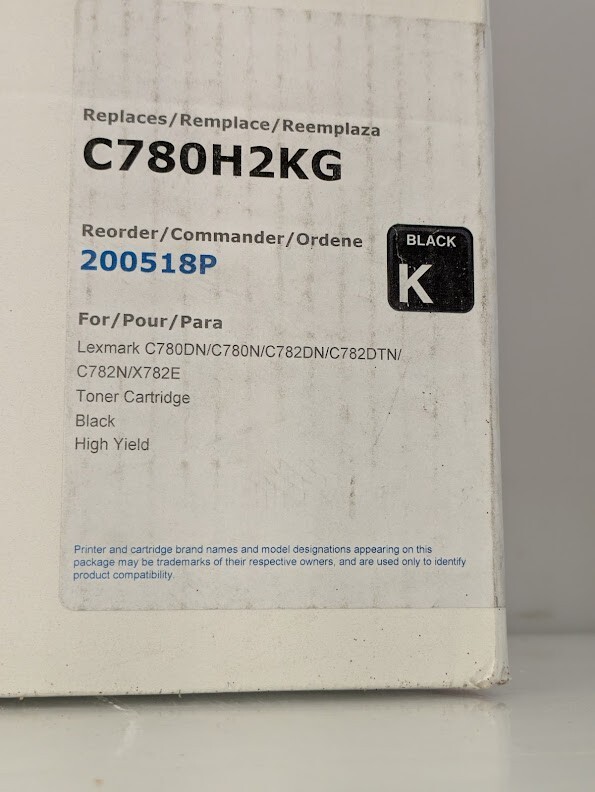 Replaces/Remplace/Reemplaza
C780H2KG
Reorder/Commander/Ordene
200518P
BLACK
K
For/Pour/Para
Lexmark C780DN/C780N/C782DN/C782DTN/
C782N/X782E
Toner Cartridge
Black
High Yield
Printer and cartridge brand names and model designations appearing on this
package may be trademarks of their respective owners, and are used only to identify
product compatibility.